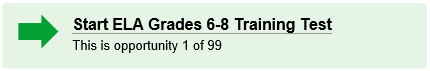 Start ELA Grades 6-8 Training Test
This is opportunity 1 of 99